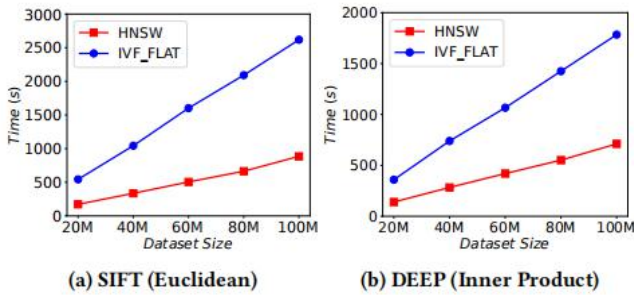 3000
2500
2000
1500
1000
500
0
Time (s)
HNSW
IVF_FLAT
20M 40M 60M 80M 100M
Dataset Size
(a) SIFT (Euclidean)
2000
1500
1000
500
0
Time (s)
HNSW
IVF_FLAT
20M 40M 60M 80M 100M
Dataset Size
(b) DEEP (Inner Product)